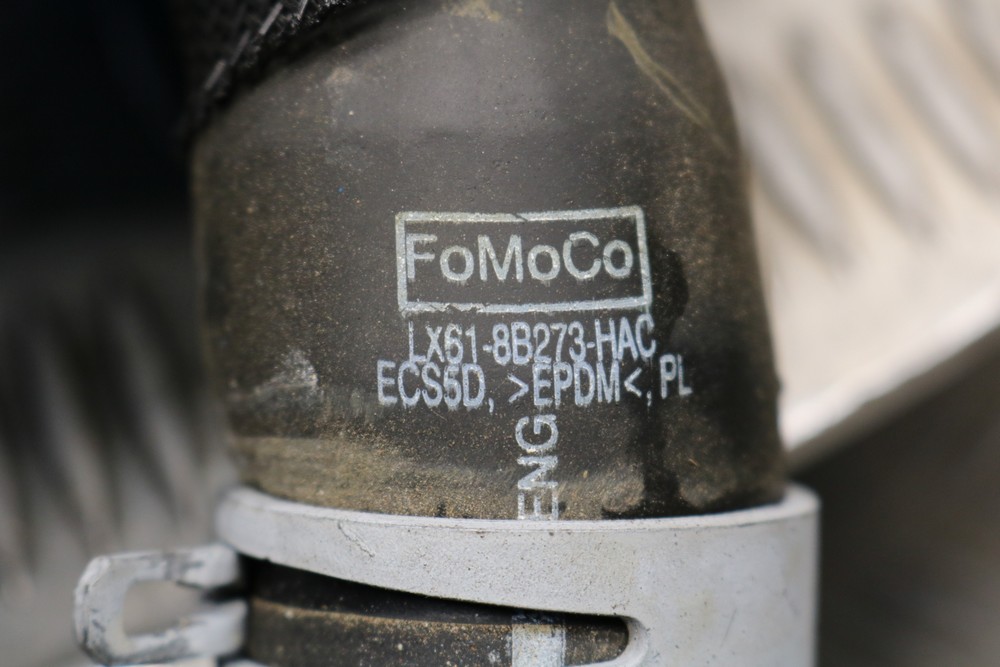 FoMoCo
LX61-8B273-HAC
ECS5D, >EPDM<, PL
ENG